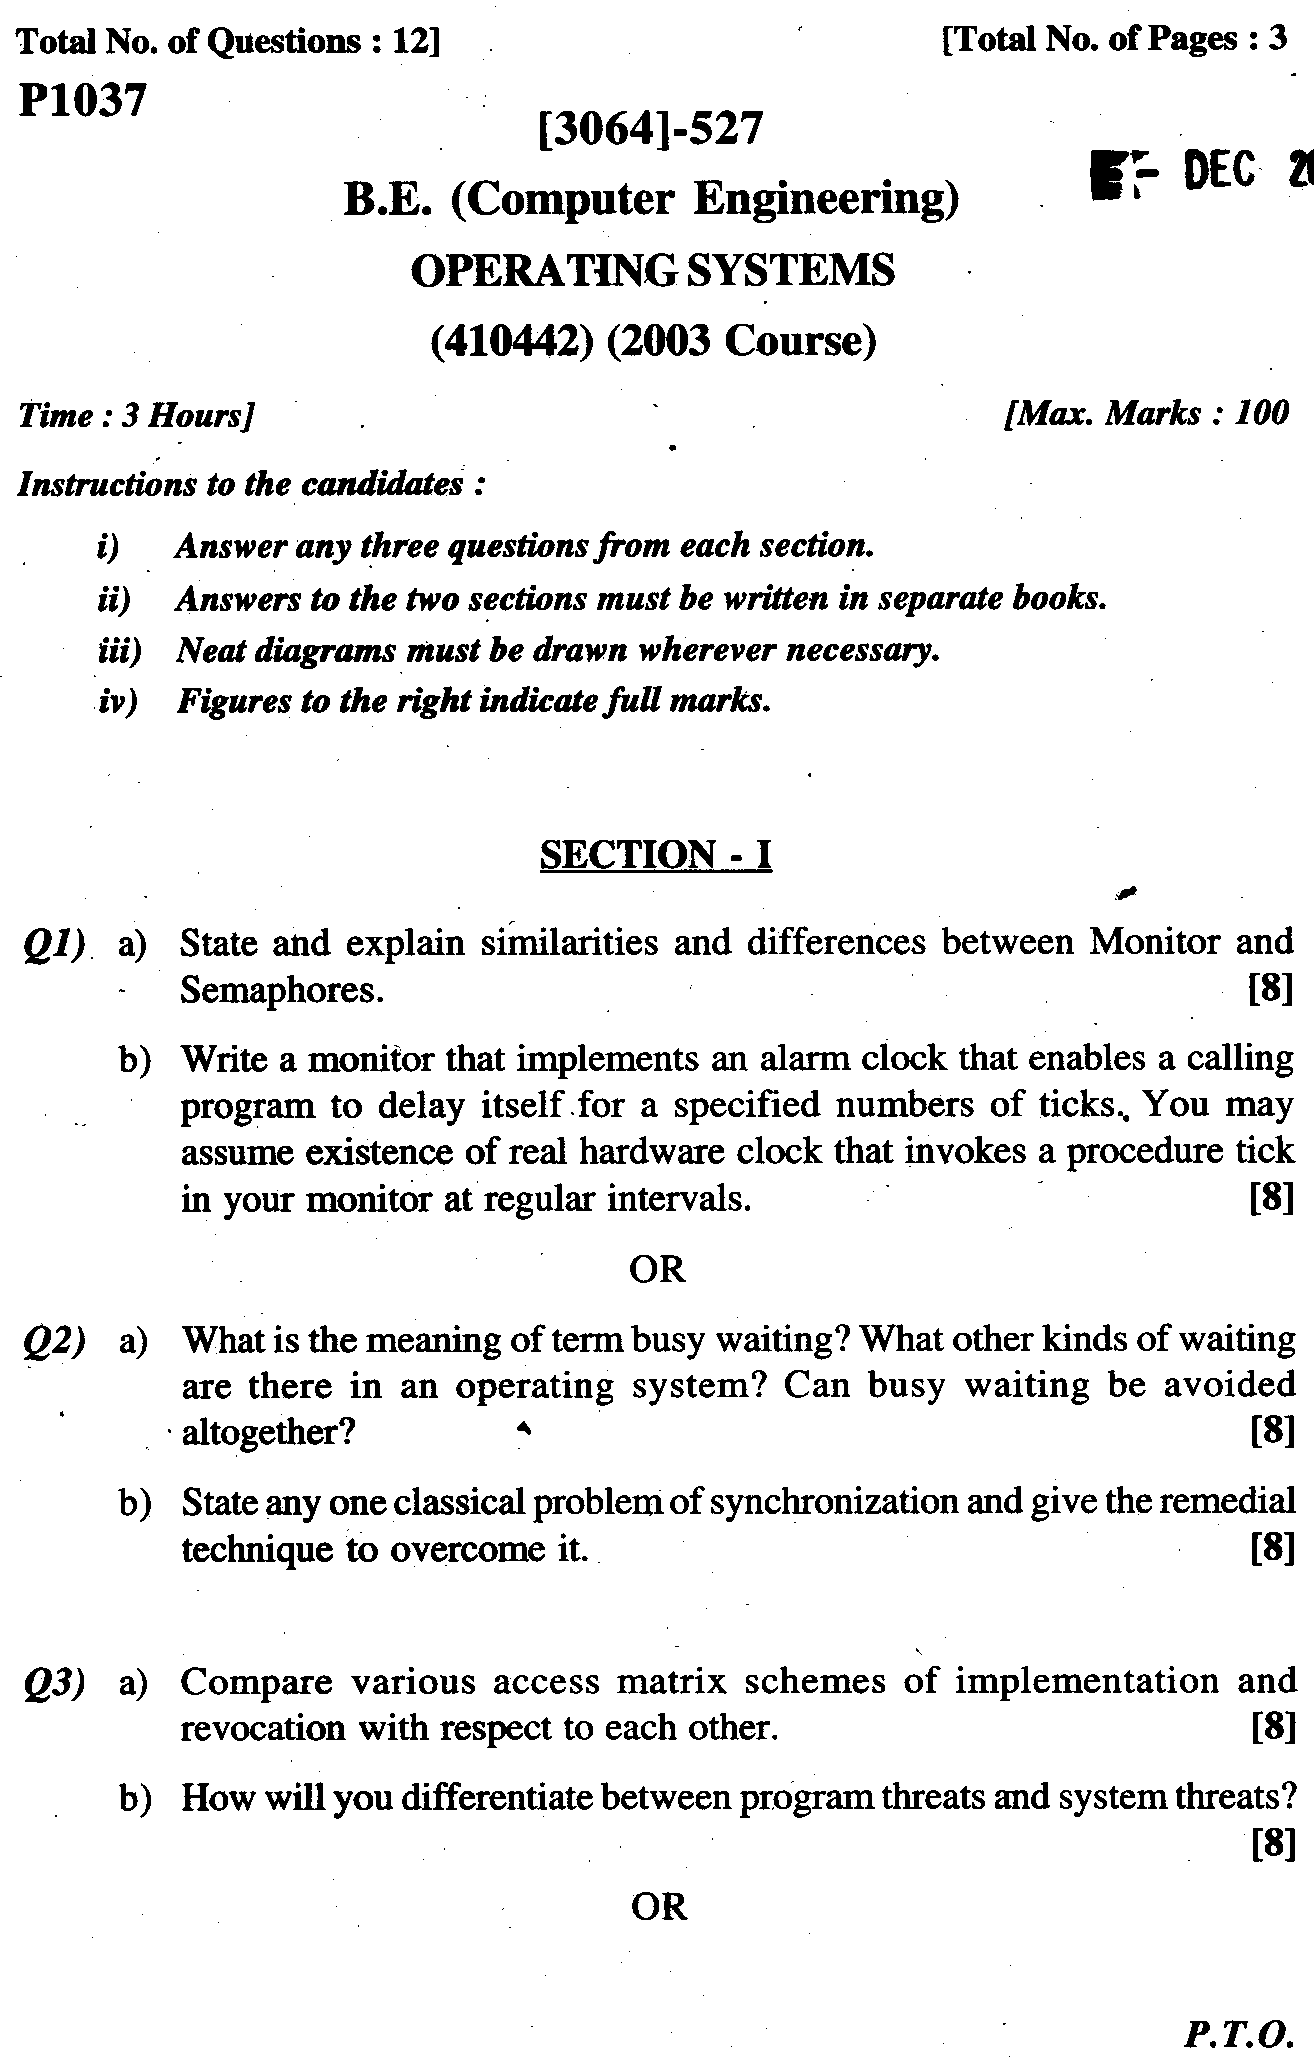 Total No. of Questions : 12]
[Total No. of Pages : 3
P1037
[3064]-527
DEC
B.E. (Computer Engineering)
OPERATING SYSTEMS
(410442) (2003 Course)
Time : 3 Hours]
[Max. Marks : 100
Instructions to the candidates :
i) Answer any three questions from each section.
ii) Answers to the two sections must be written in separate books.
iii) Neat diagrams must be drawn wherever necessary.
iv) Figures to the right indicate full marks.
SECTION - I
Q1) a) State and explain similarities and differences between Monitor and
Semaphores. [8]
b) Write a monitor that implements an alarm clock that enables a calling
program to delay itself for a specified numbers of ticks. You may
assume existence of real hardware clock that invokes a procedure tick
in your monitor at regular intervals. [8]
OR
Q2) a) What is the meaning of term busy waiting? What other kinds of waiting
are there in an operating system? Can busy waiting be avoided
altogether? [8]
b) State any one classical problem of synchronization and give the remedial
technique to overcome it. [8]
Q3) a) Compare various access matrix schemes of implementation and
revocation with respect to each other. [8]
b) How will you differentiate between program threats and system threats?
[8]
OR
P.T.O.